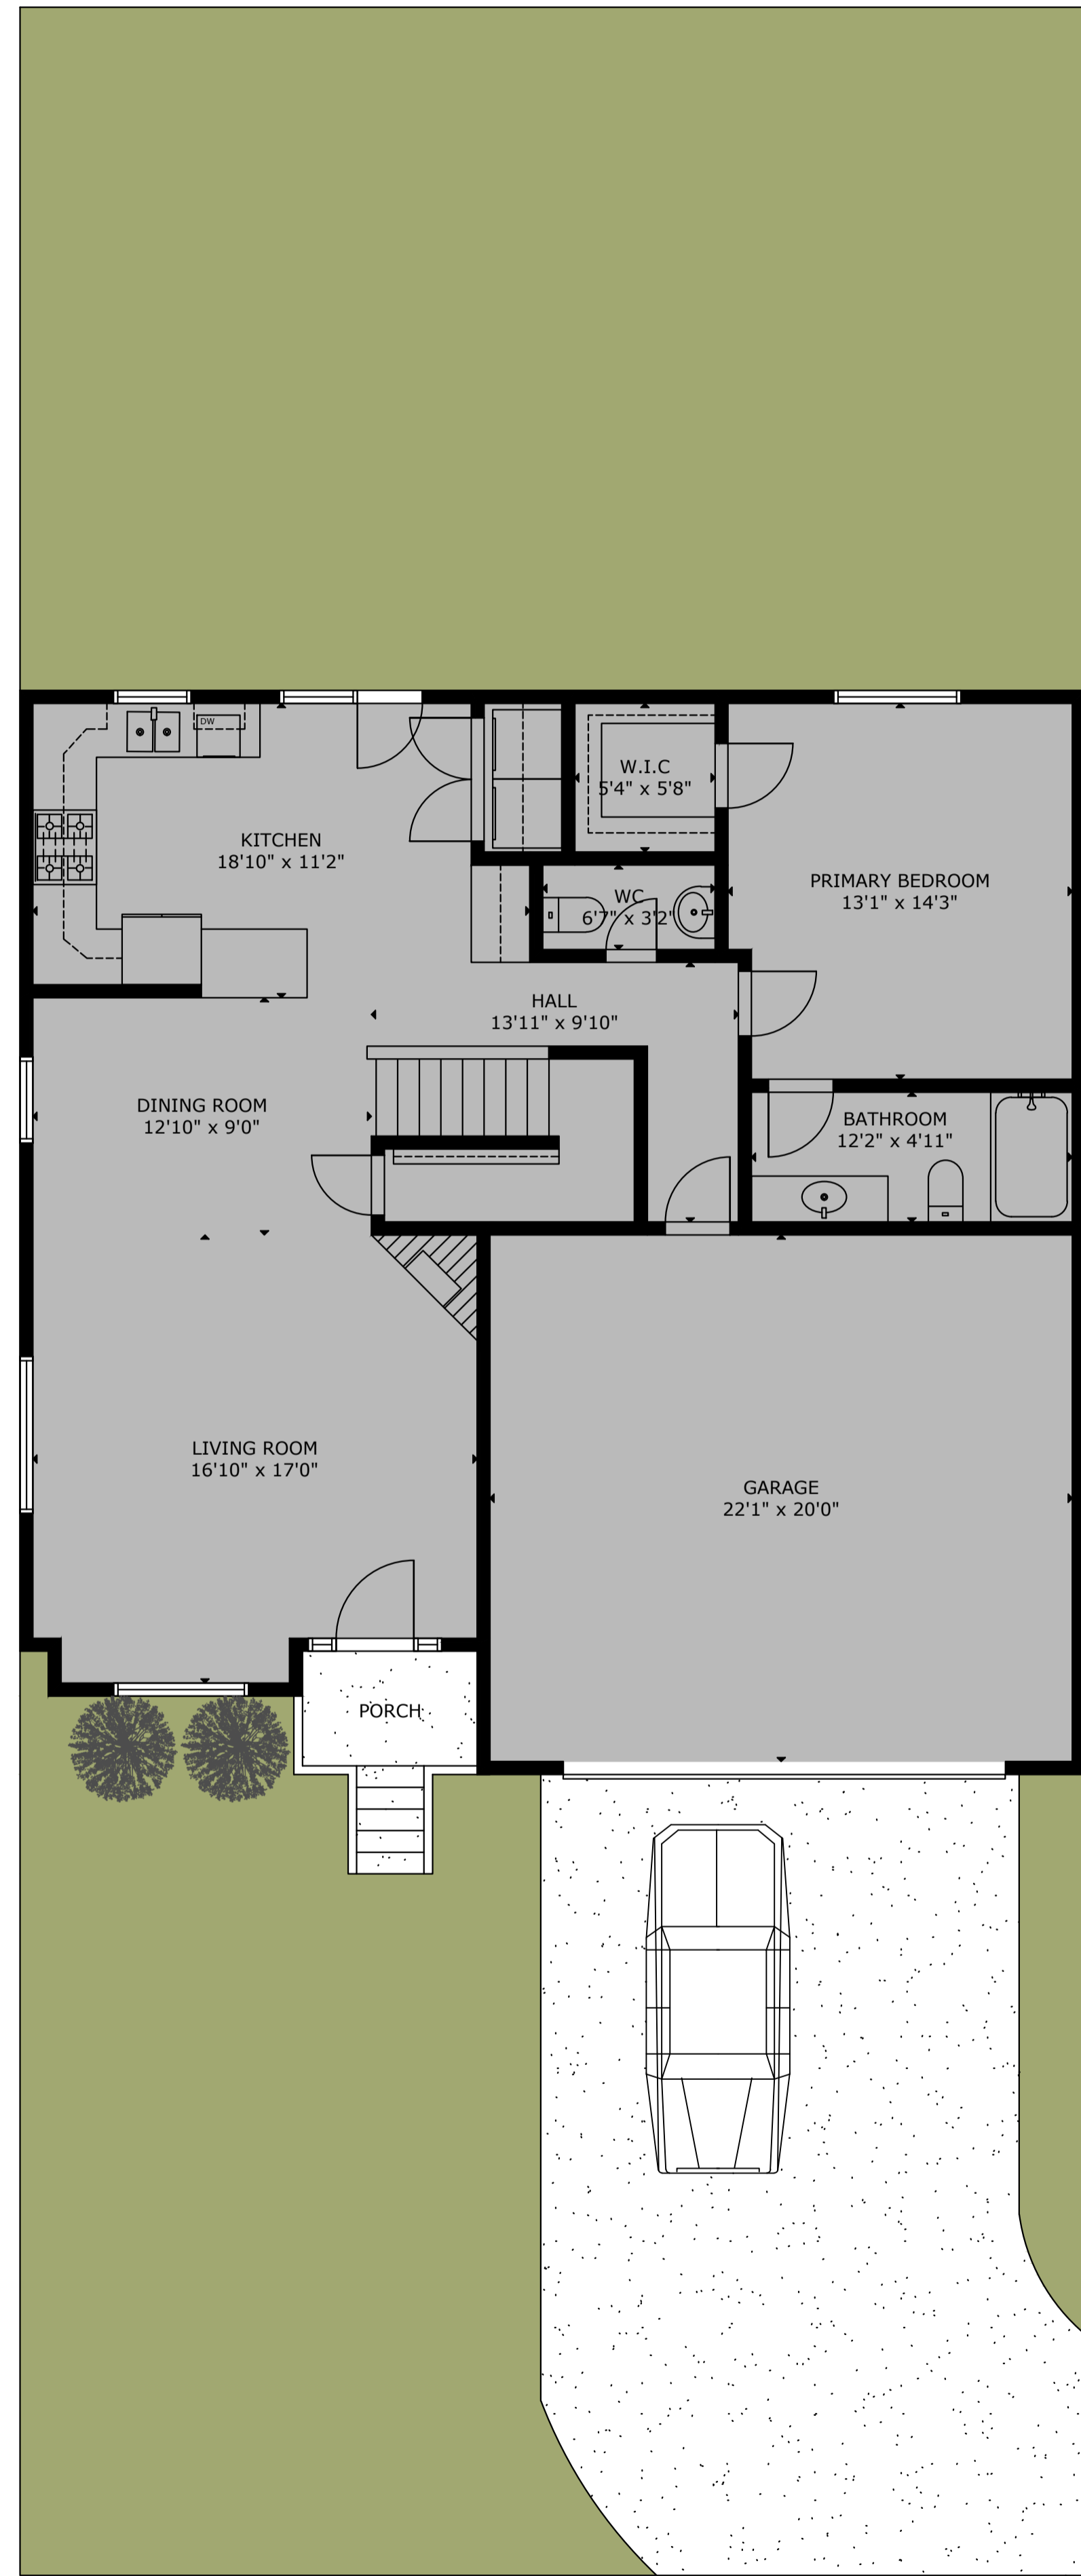 DW
W.I.C
5'4" x 5'8"
KITCHEN
18'10" x 11'2"
PRIMARY BEDROOM
13'1" x 14'3"
WC
6'7" x 3'2"
HALL
13'11" x 9'10"
DINING ROOM
12'10" x 9'0"
BATHROOM
12'2" x 4'11"
LIVING ROOM
16'10" x 17'0"
GARAGE
22'1" x 20'0"
PORCH